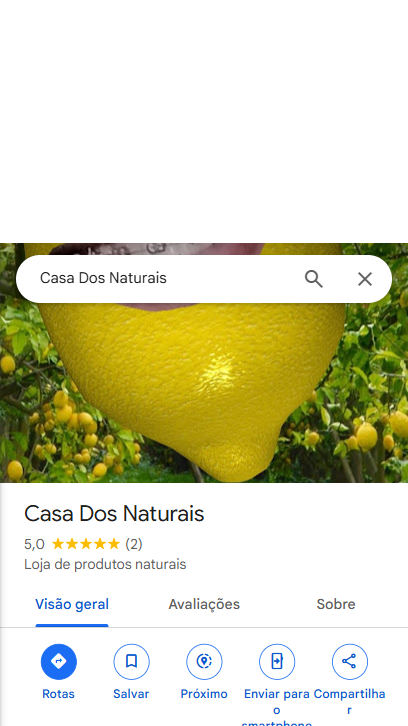 Casa Dos Naturais
Casa Dos Naturais
5,0 (2)
Loja de produtos naturais
Visão geral Avaliações Sobre
Rotas Salvar Próximo Enviar para o smartphone Compartilhar